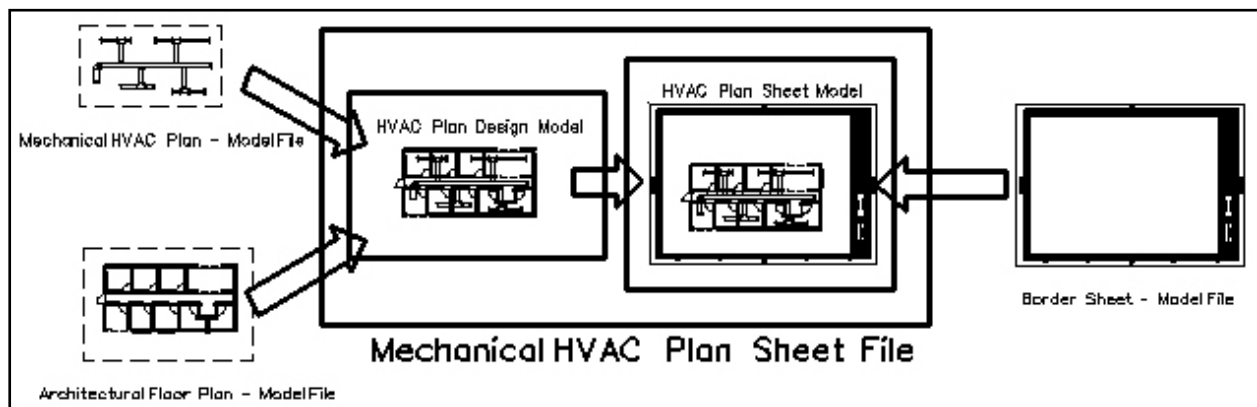 Mechanical HVAC Plan - Model File
HVAC Plan Design Model
HVAC Plan Sheet Model
Architectural Floor Plan - Model File
Border Sheet - Model File
Mechanical HVAC Plan Sheet File